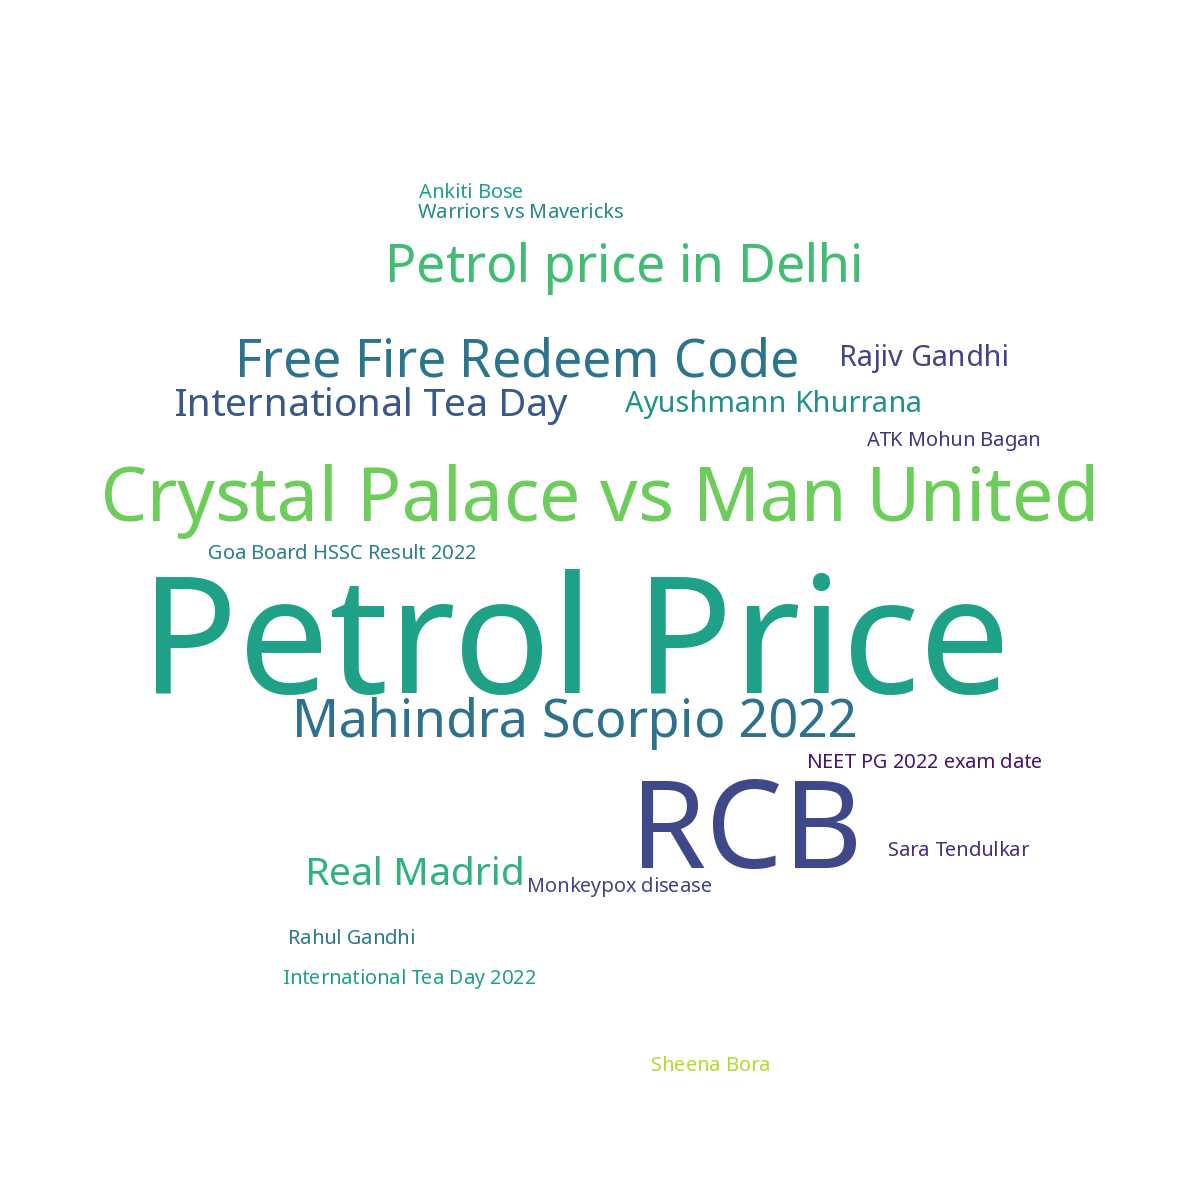 Ankiti Bose
Warriors vs Mavericks
Petrol price in Delhi
Free Fire Redeem Code
Rajiv Gandhi
International Tea Day
Ayushmann Khurrana
ATK Mohun Bagan
Crystal Palace vs Man United
Goa Board HSSC Result 2022
Petrol Price
Mahindra Scorpio 2022
NEET PG 2022 exam date
RCB
Sara Tendulkar
Real Madrid
Monkeypox disease
Rahul Gandhi
International Tea Day 2022
Sheena Bora